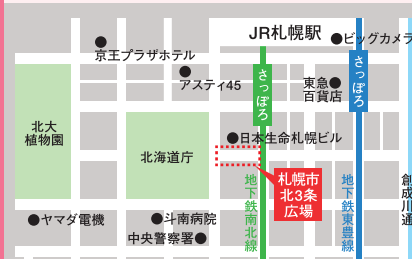 JR札幌駅
ビックカメラ
京王プラザホテル
アスティ45
さっぽろ
さっぽろ
東急
百貨店
北大
植物園
日本生命札幌ビル
北海道庁
札幌市
北3条
広場
地下鉄南北線
地下鉄東豊線
創成川通
ヤマダ電機
斗南病院
中央警察署